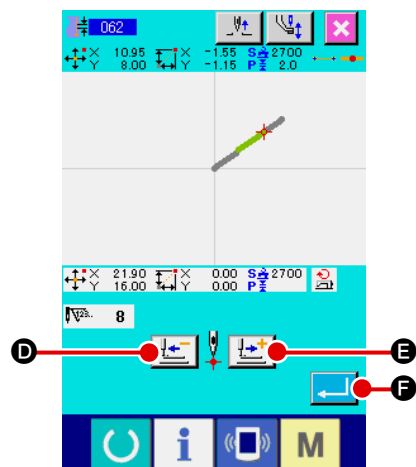 062
X 10.95 X -1.55 S 2700
Y 8.00 Y -1.15 P 2.0
X 21.90 X 0.00 S 2700
Y 16.00 Y 0.00 P
123.. 8
D E
F
i M